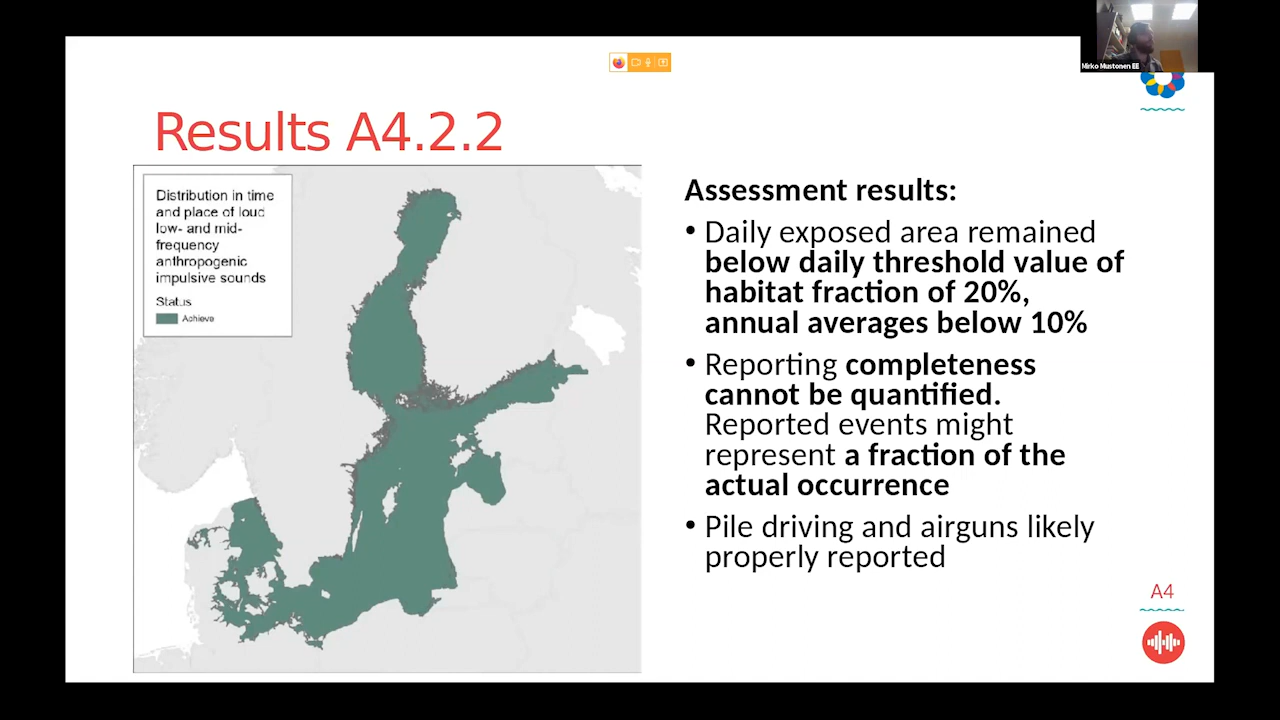 Mirko Mustonen EE
Results A4.2.2
Distribution in time
and place of loud
low- and mid-
frequency
anthropogenic
impulsive sounds
Status
Achieve
Assessment results:
• Daily exposed area remained
below daily threshold value of
habitat fraction of 20%,
annual averages below 10%
• Reporting completeness
cannot be quantified.
Reported events might
represent a fraction of the
actual occurrence
• Pile driving and airguns likely
properly reported
A4